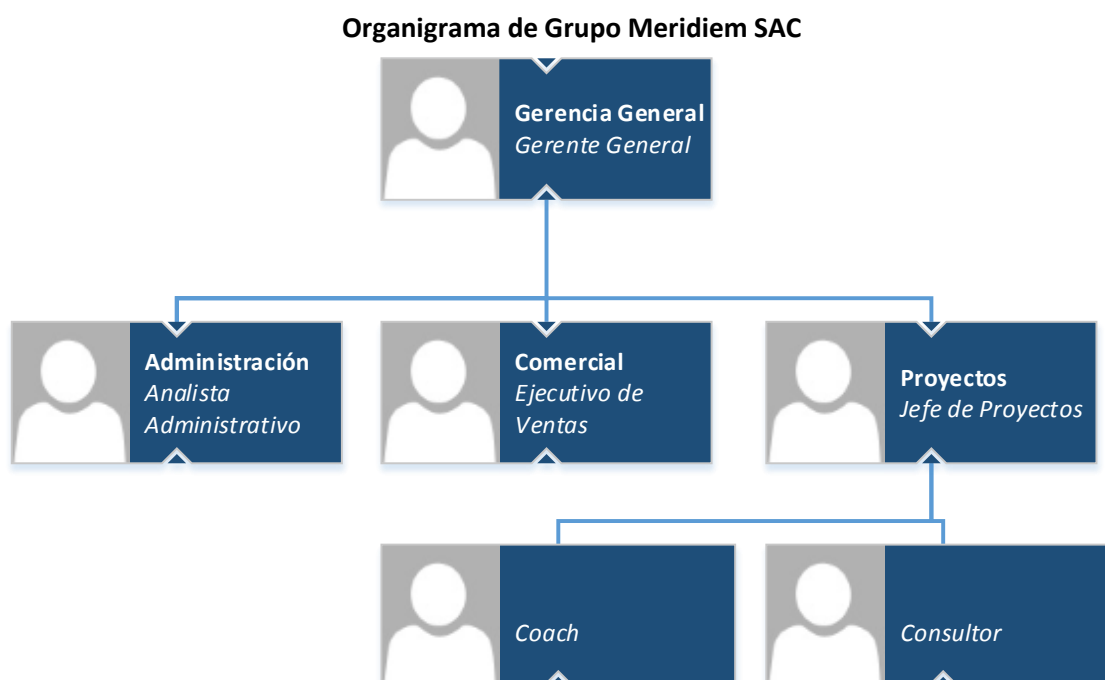 Organigrama de Grupo Meridiem SAC
Gerencia General
Gerente General
Administración
Analista
Administrativo
Comercial
Ejecutivo de
Ventas
Proyectos
Jefe de Proyectos
Coach
Consultor